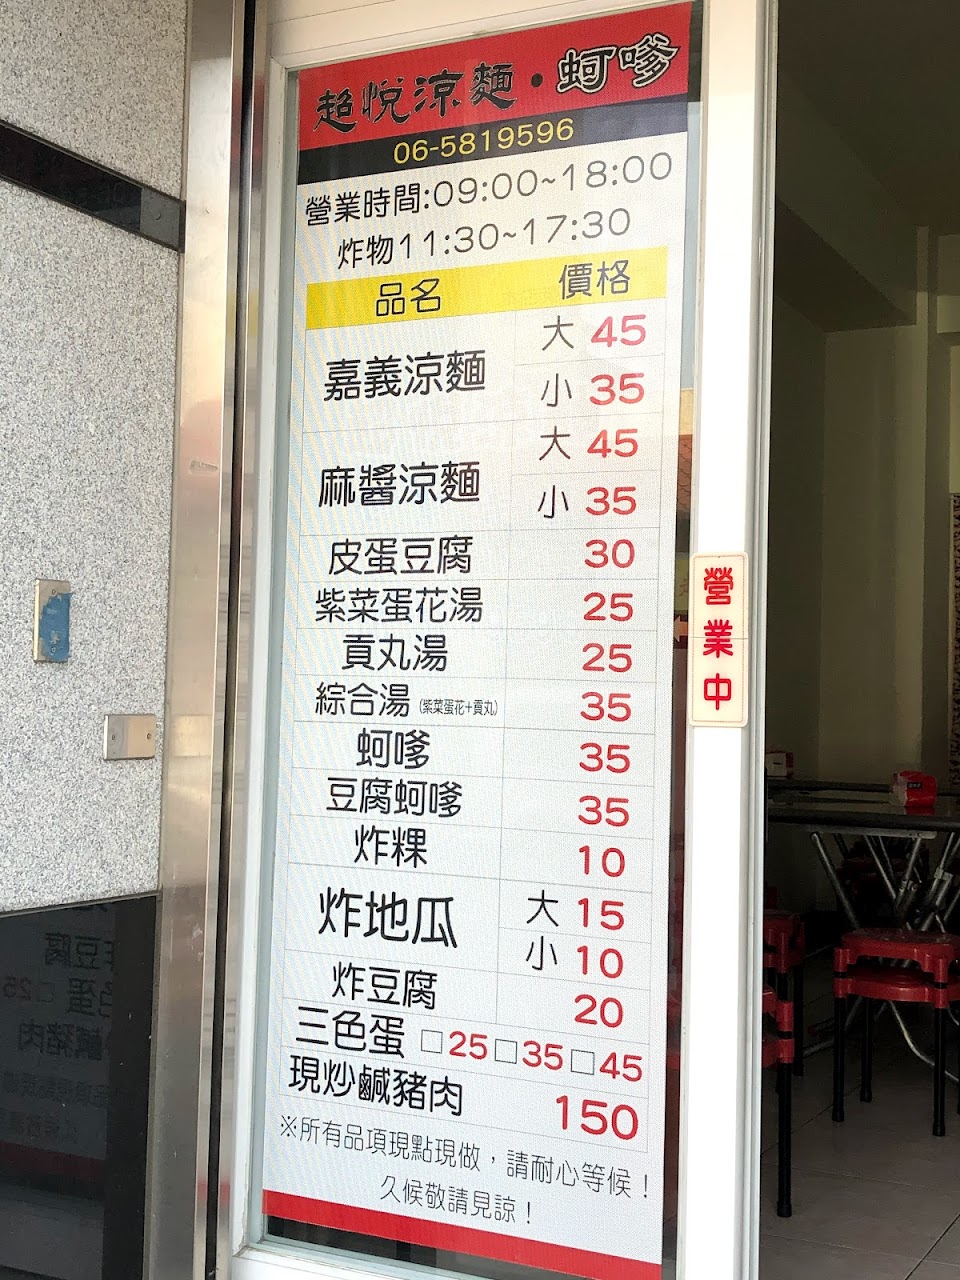 超悅涼麵・蚵嗲
06-5819596
營業時間:09:00~18:00
炸物11:30~17:30
品名 價格
嘉義涼麵 大 45
小 35
麻醬涼麵 大 45
小 35
皮蛋豆腐 30
紫菜蛋花湯 25
貢丸湯 25
綜合湯(紫菜蛋花+貢丸) 35
蚵嗲 35
豆腐蚵嗲 35
炸粿 10
炸地瓜 大 15
小 10
炸豆腐 20
三色蛋 □25□35□45
現炒鹹豬肉 150
※所有品項現點現做，請耐心等候！
久候敬請見諒！
營業中